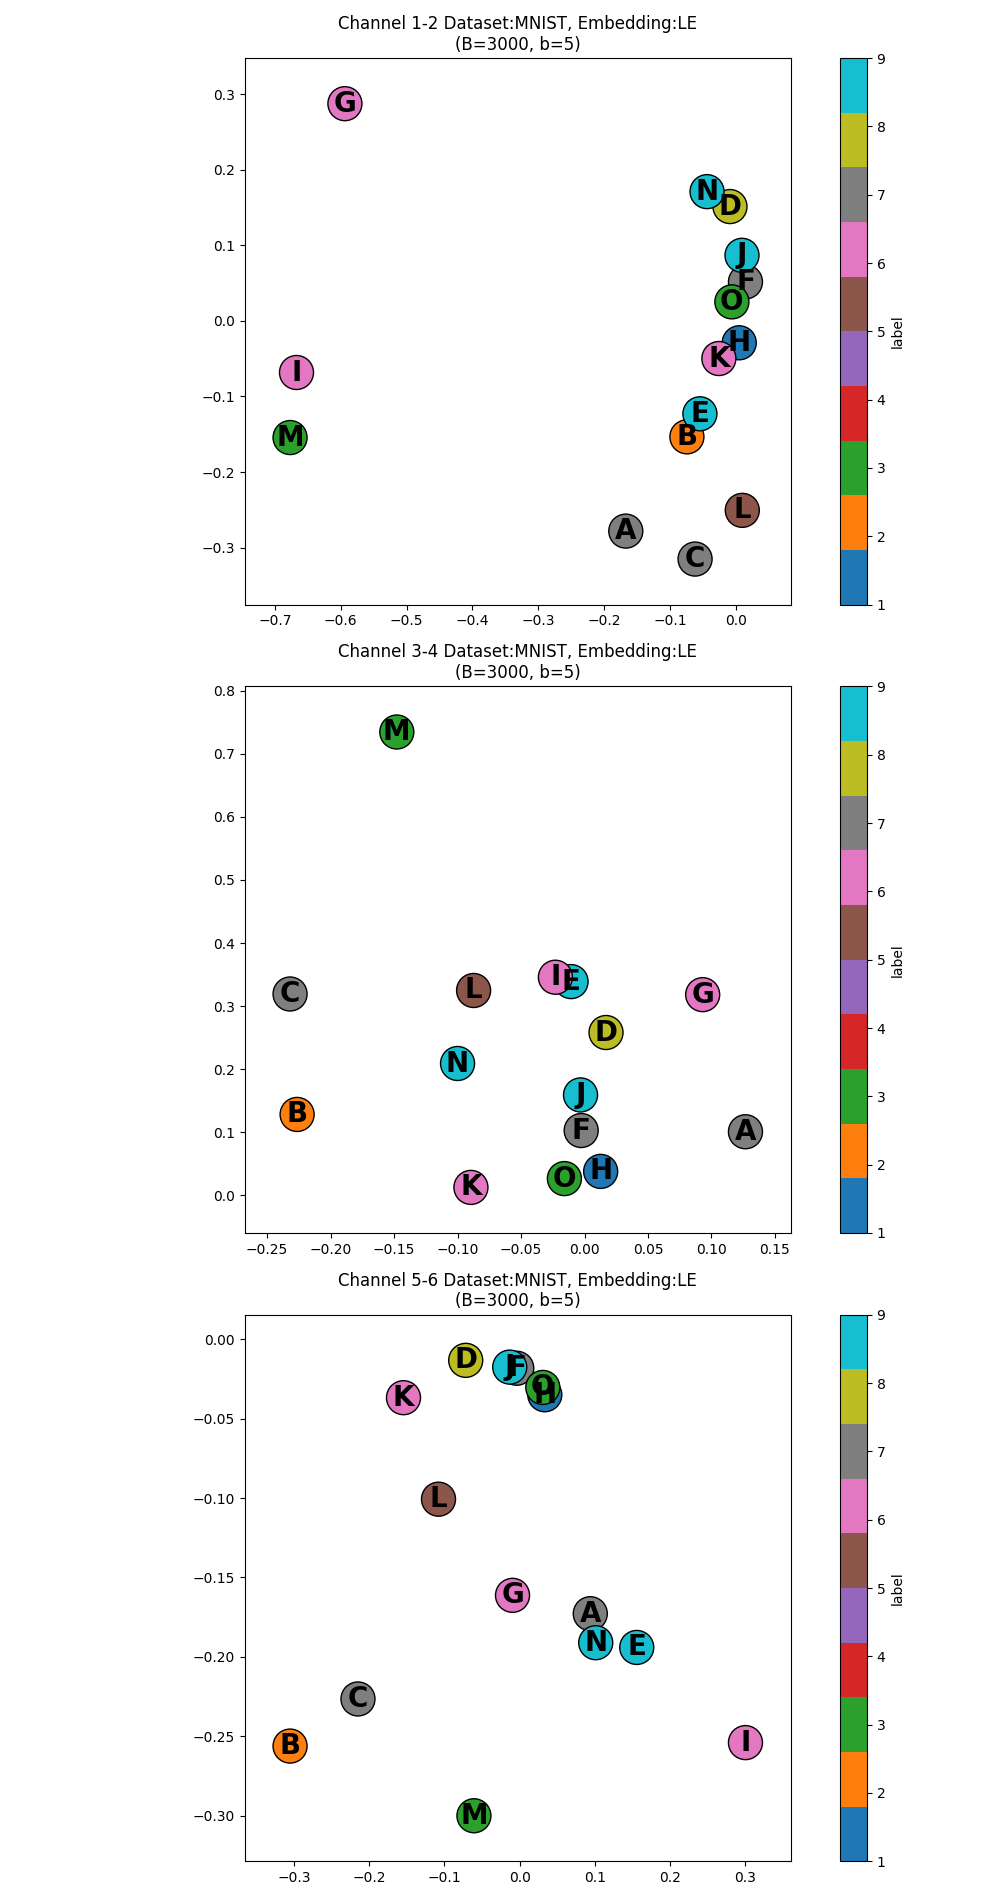 Channel 1-2 Dataset:MNIST, Embedding:LE
(B=3000, b=5)
0.3
0.2
0.1
0.0
−0.1
−0.2
−0.3
G
N
D
J
F
O
H
K
I
E
M
B
L
A
C
−0.7 −0.6 −0.5 −0.4 −0.3 −0.2 −0.1 0.0
9
8
7
6
5
4
3
2
1
label
Channel 3-4 Dataset:MNIST, Embedding:LE
(B=3000, b=5)
0.8
0.7
0.6
0.5
0.4
0.3
0.2
0.1
0.0
M
I
E
C
L
G
D
N
J
B
F
A
H
O
K
−0.25 −0.20 −0.15 −0.10 −0.05 0.00 0.05 0.10 0.15
9
8
7
6
5
4
3
2
1
label
Channel 5-6 Dataset:MNIST, Embedding:LE
(B=3000, b=5)
0.00
−0.05
−0.10
−0.15
−0.20
−0.25
−0.30
D
J
F
O
H
K
L
G
A
N
E
C
I
B
M
−0.3 −0.2 −0.1 0.0 0.1 0.2 0.3
9
8
7
6
5
4
3
2
1
label